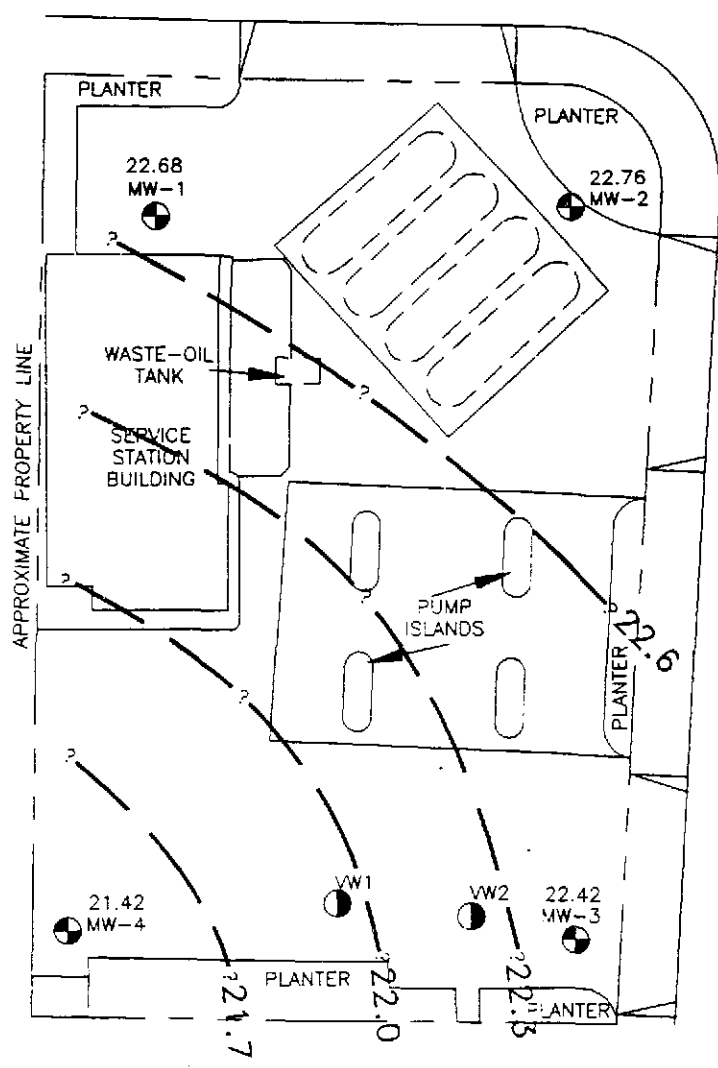 PLANTER
PLANTER
22.68
MW-1
22.76
MW-2
?
APPROXIMATE PROPERTY LINE
WASTE-OIL
TANK
?
?
SERVICE
STATION
BUILDING
?
?
?
PUMP
ISLANDS
22.6
PLANTER
?
?
VW1
VW2
21.42
MW-4
22.42
MW-3
?
?
?
PLANTER
PLANTER
21.7
22.0
22.3